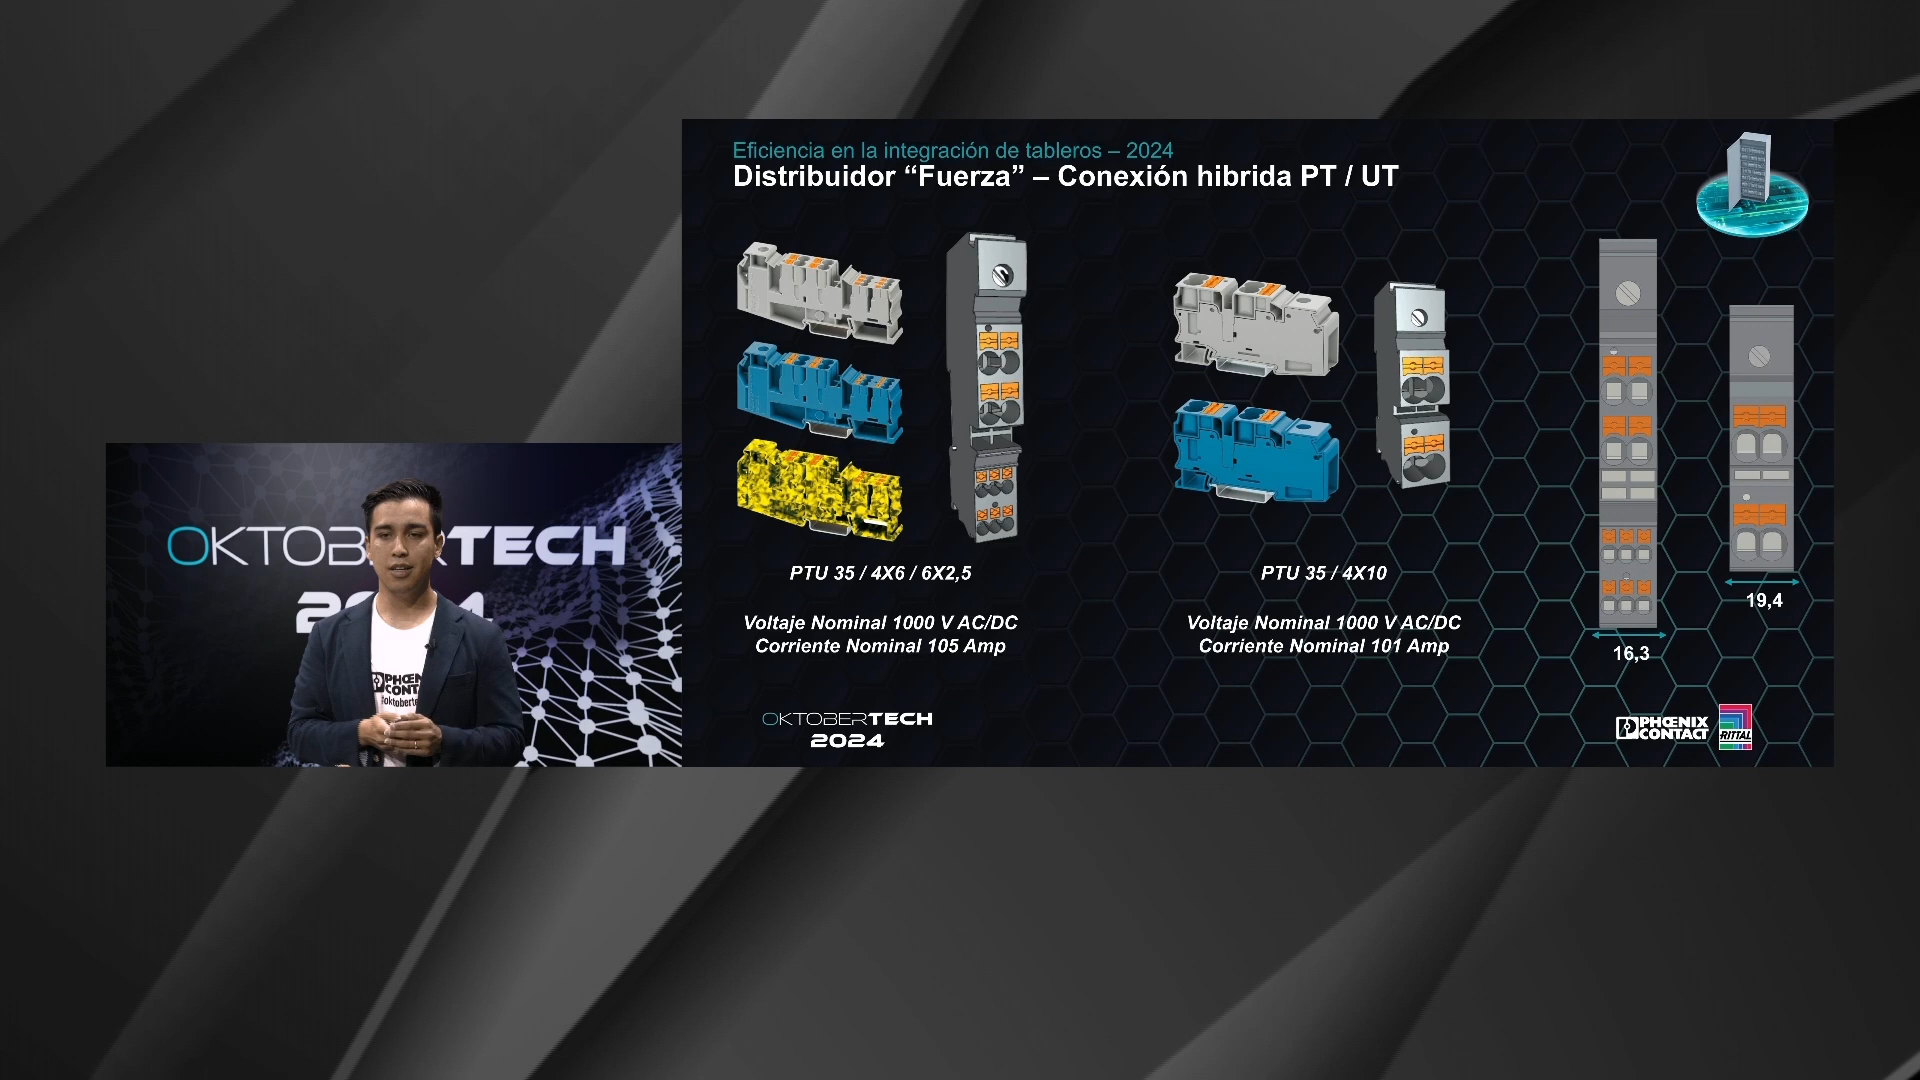 Eficiencia en la integración de tableros – 2024
Distribuidor “Fuerza” – Conexión hibrida PT / UT
PTU 35 / 4X6 / 6X2,5
Voltaje Nominal 1000 V AC/DC
Corriente Nominal 105 Amp
PTU 35 / 4X10
Voltaje Nominal 1000 V AC/DC
Corriente Nominal 101 Amp
16,3
19,4
OKTOBERTECH
2024
PHŒNIX
CONTACT
RITTAL
OKTOB TECH